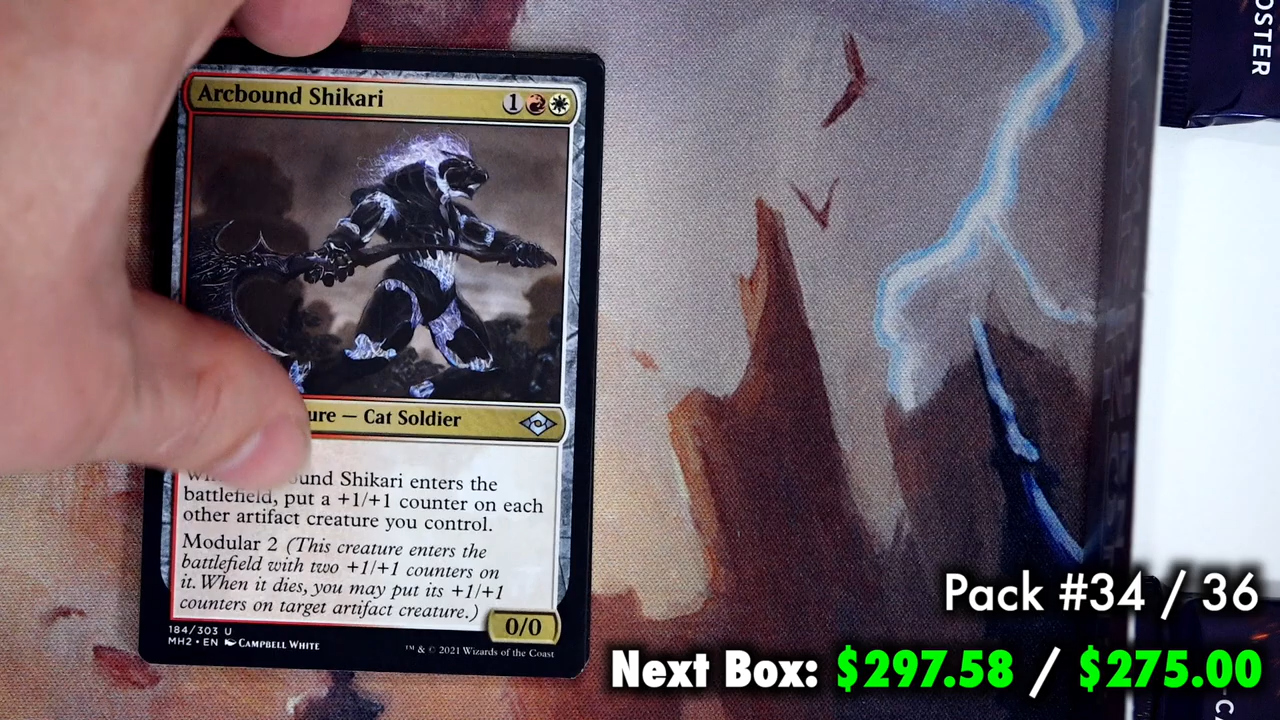 Arcbound Shikari
1
Cat Soldier
Shikari enters the
battlefield, put a +1/+1 counter on each
other artifact creature you control.
Modular 2 (This creature enters the
battlefield with two +1/+1 counters on
it. When it dies, you may put its +1/+1
counters on target artifact creature.)
0/0
184/303 U
MH2 • EN CAMPBELL WHITE
™ & © 2021 Wizards of the Coast
Pack #34 / 36
Next Box: $297.58 / $275.00